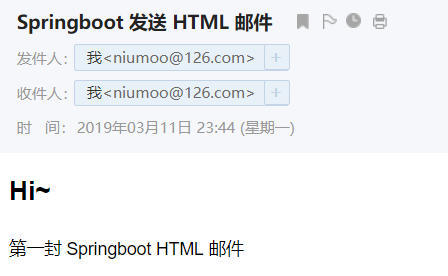 Springboot 发送 HTML 邮件
发件人： 我<niumoo@126.com>
收件人： 我<niumoo@126.com>
时　间： 2019年03月11日 23:44 (星期一)
Hi~
第一封 Springboot HTML 邮件